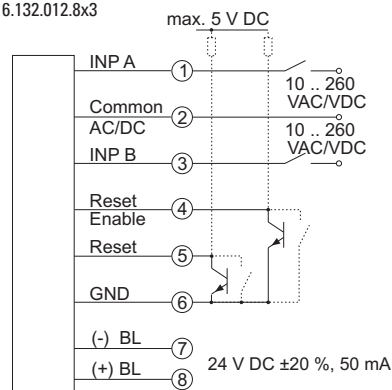 6.132.012.8x3
max. 5 V DC
INP A
1
10 .. 260
VAC/VDC
Common
AC/DC
2
10 .. 260
VAC/VDC
INP B
3
Reset
Enable
4
Reset
5
GND
6
(-) BL
7
(+) BL
8
24 V DC ±20 %, 50 mA